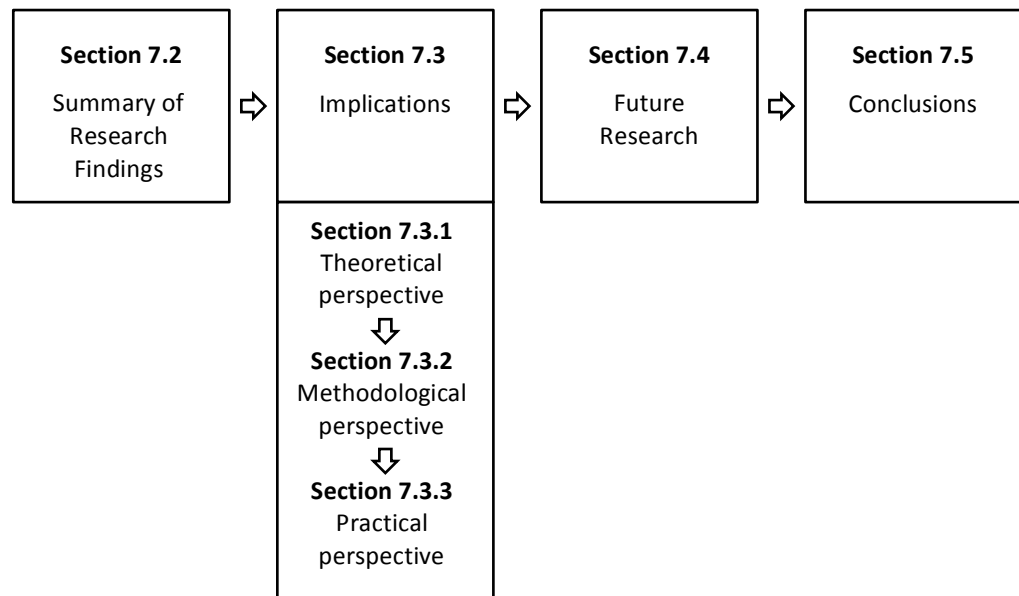 Section 7.2
Summary of
Research
Findings
Section 7.3
Implications
Section 7.4
Future
Research
Section 7.5
Conclusions
Section 7.3.1
Theoretical
perspective
Section 7.3.2
Methodological
perspective
Section 7.3.3
Practical
perspective